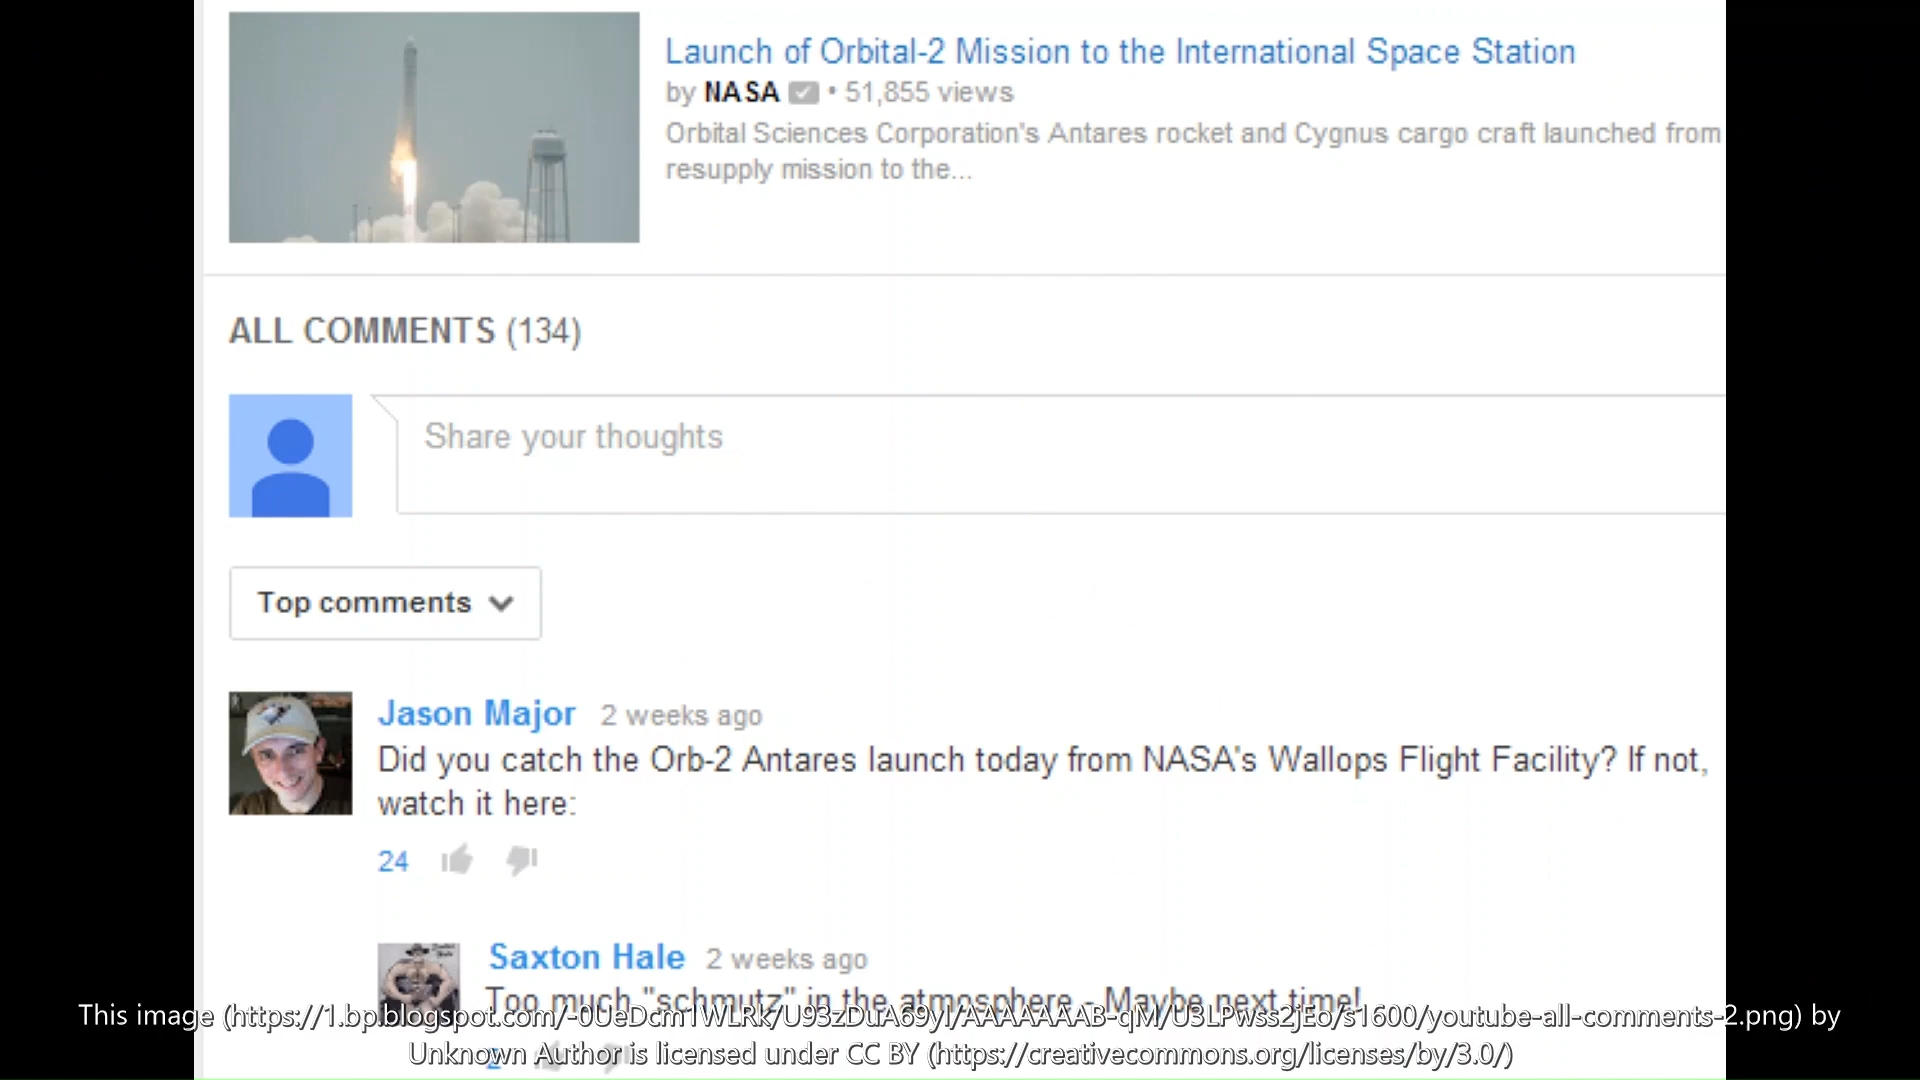 Launch of Orbital-2 Mission to the International Space Station
by NASA • 51,855 views
Orbital Sciences Corporation's Antares rocket and Cygnus cargo craft launched from
resupply mission to the...
ALL COMMENTS (134)
Share your thoughts
Top comments
Jason Major 2 weeks ago
Did you catch the Orb-2 Antares launch today from NASA's Wallops Flight Facility? If not,
watch it here:
24
Saxton Hale 2 weeks ago
Too much "schmutz" in the atmosphere - Maybe next time!
This image (https://1.bp.blogspot.com/-0UeDcm1WLRk/U93zDuA69yI/AAAAAAAB-qM/U3LPwss2jEo/s1600/youtube-all-comments-2.png) by
2
Unknown Author is licensed under CC BY (https://creativecommons.org/licenses/by/3.0/)